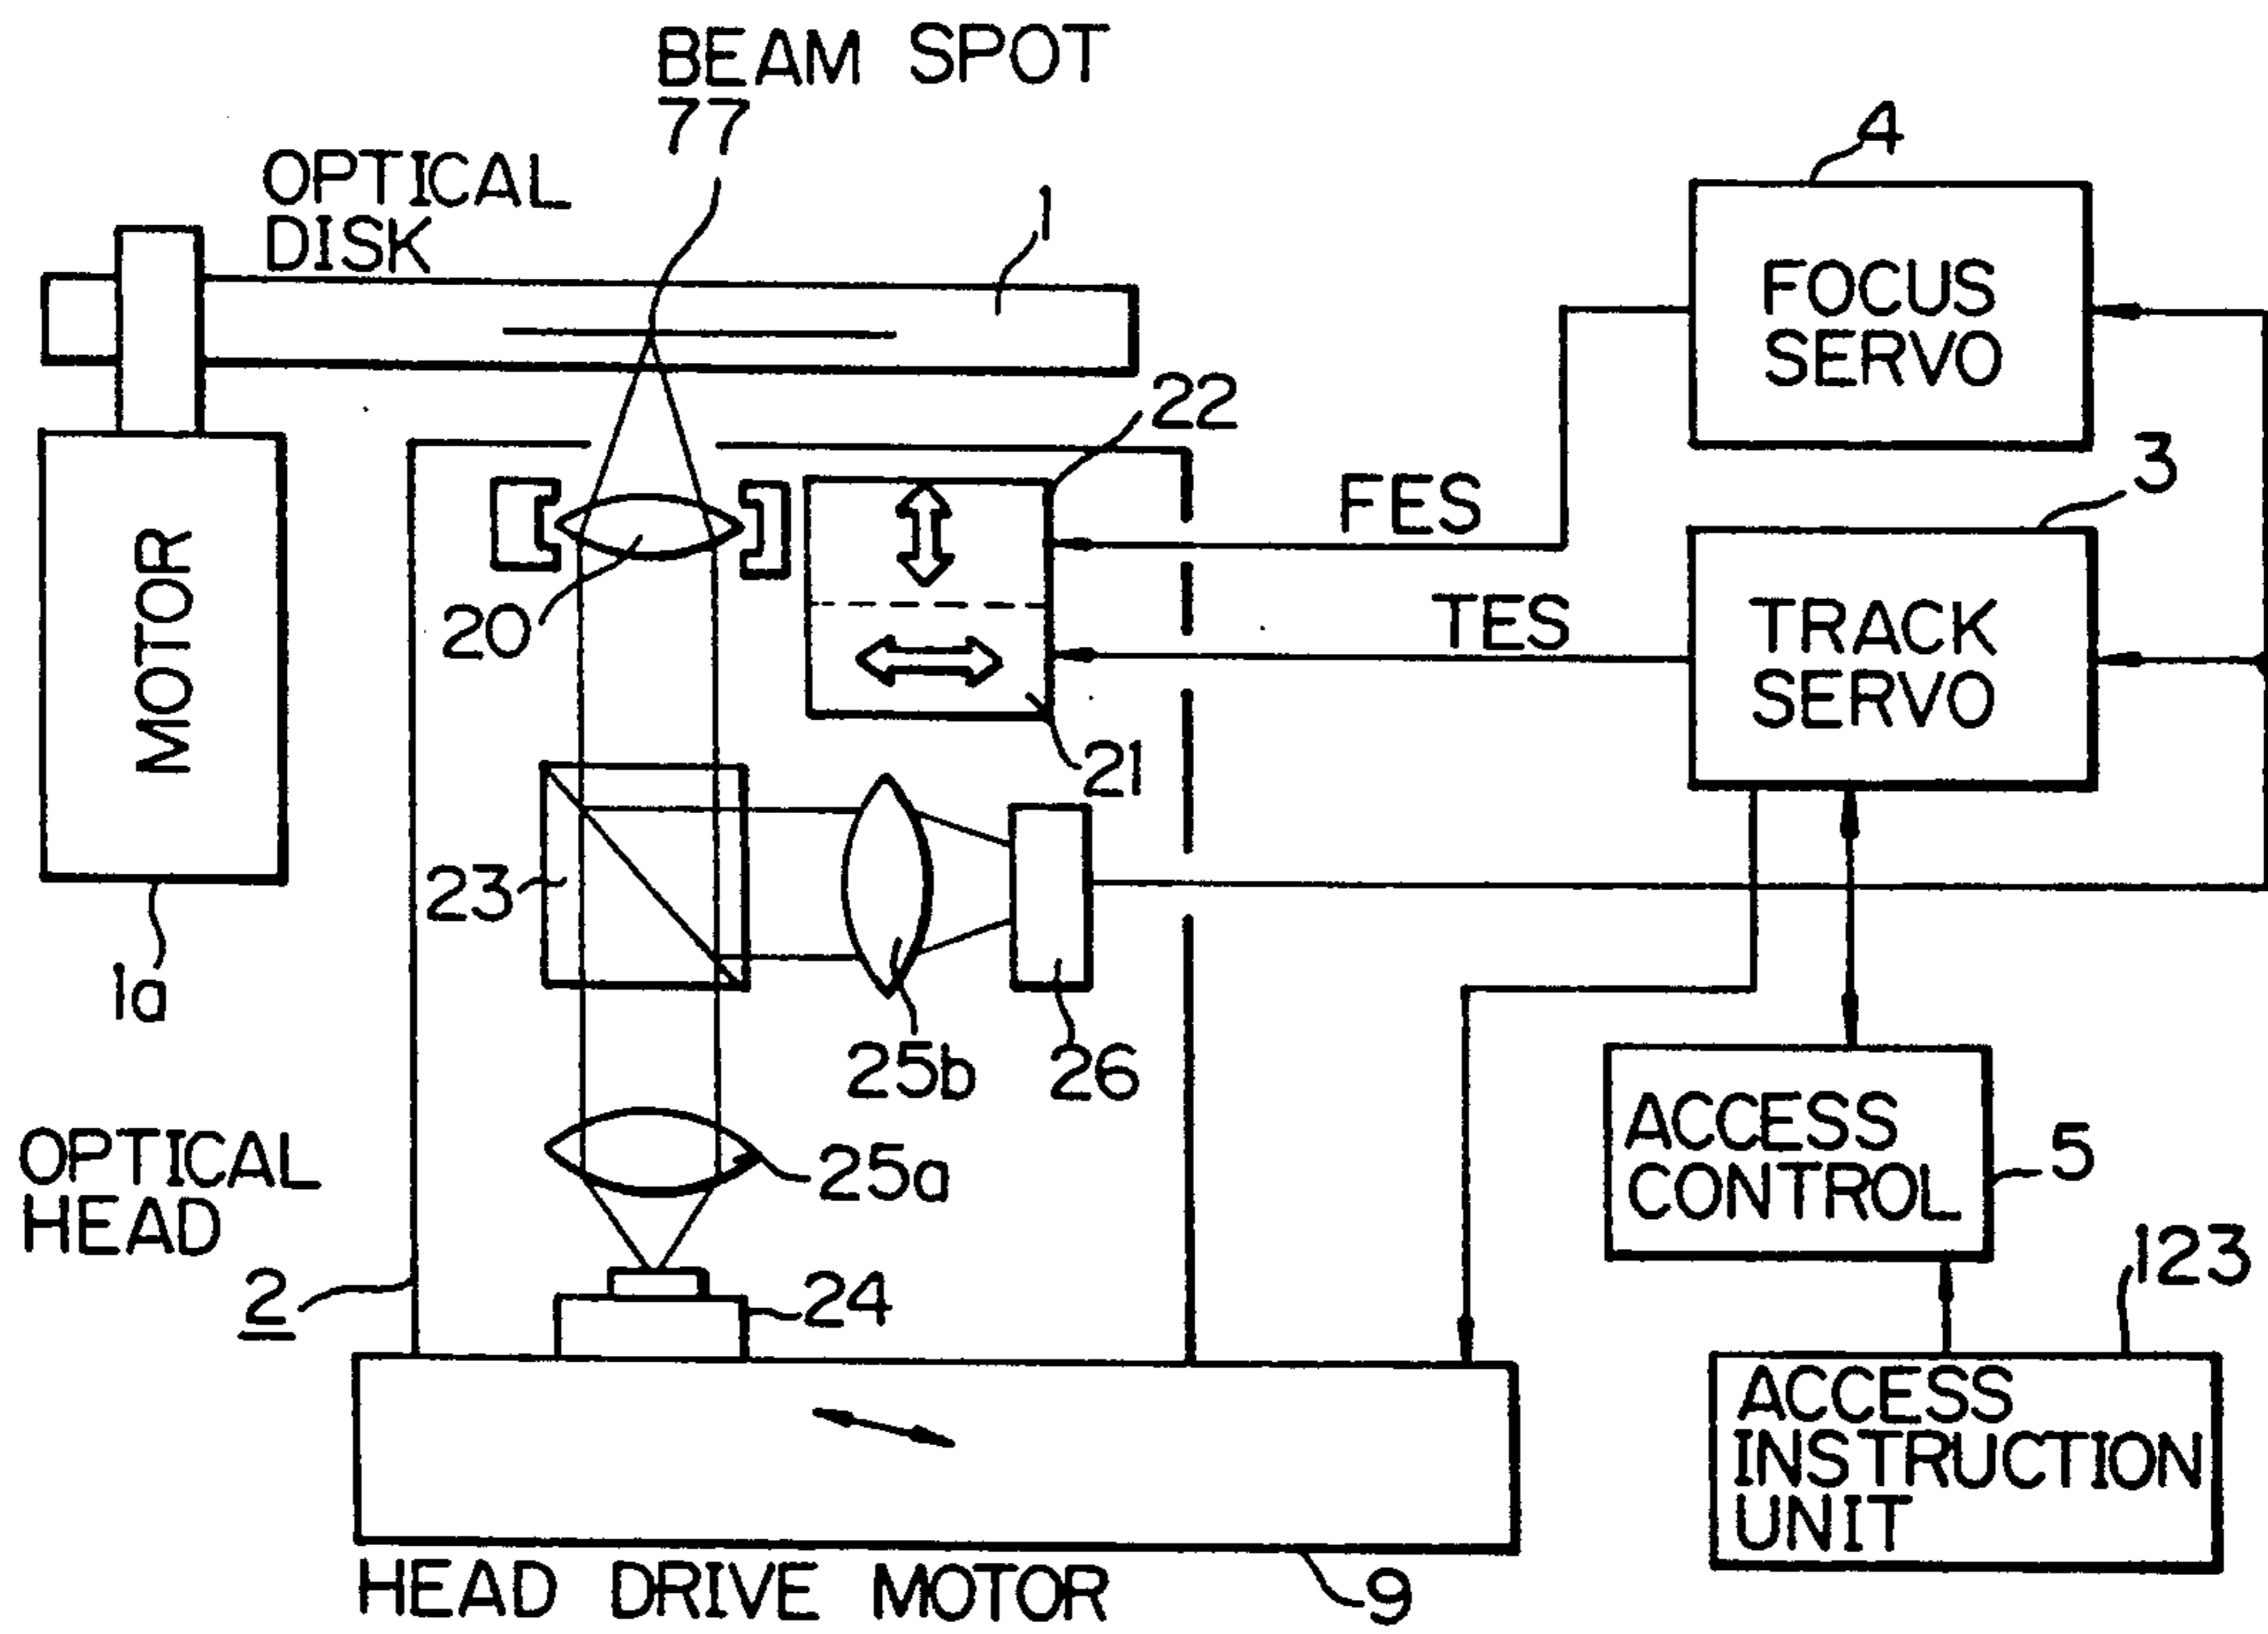 BEAM SPOT
77
OPTICAL
DISK
1
4
FOCUS
SERVO
22
3
FES
MOTOR
20
TES
TRACK
SERVO
21
23
1a
25b
26
ACCESS
CONTROL
5
OPTICAL
HEAD
25a
2
24
123
ACCESS
INSTRUCTION
UNIT
HEAD DRIVE MOTOR
9